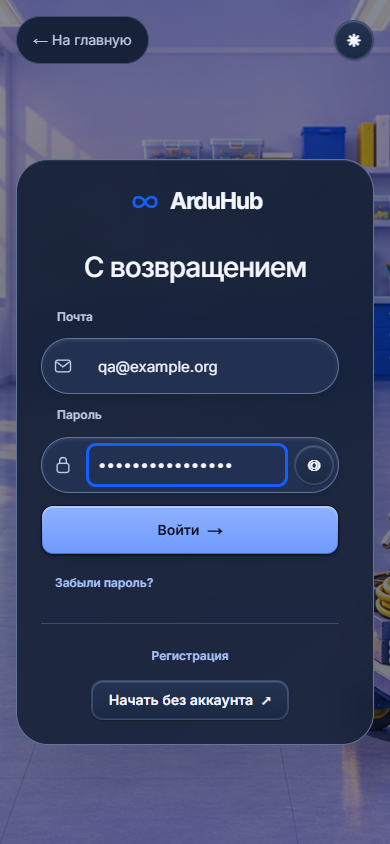 ← На главную
ArduHub
С возвращением
Почта
qa@example.org
Пароль
••••••••••••••••
Войти →
Забыли пароль?
Регистрация
Начать без аккаунта ↗